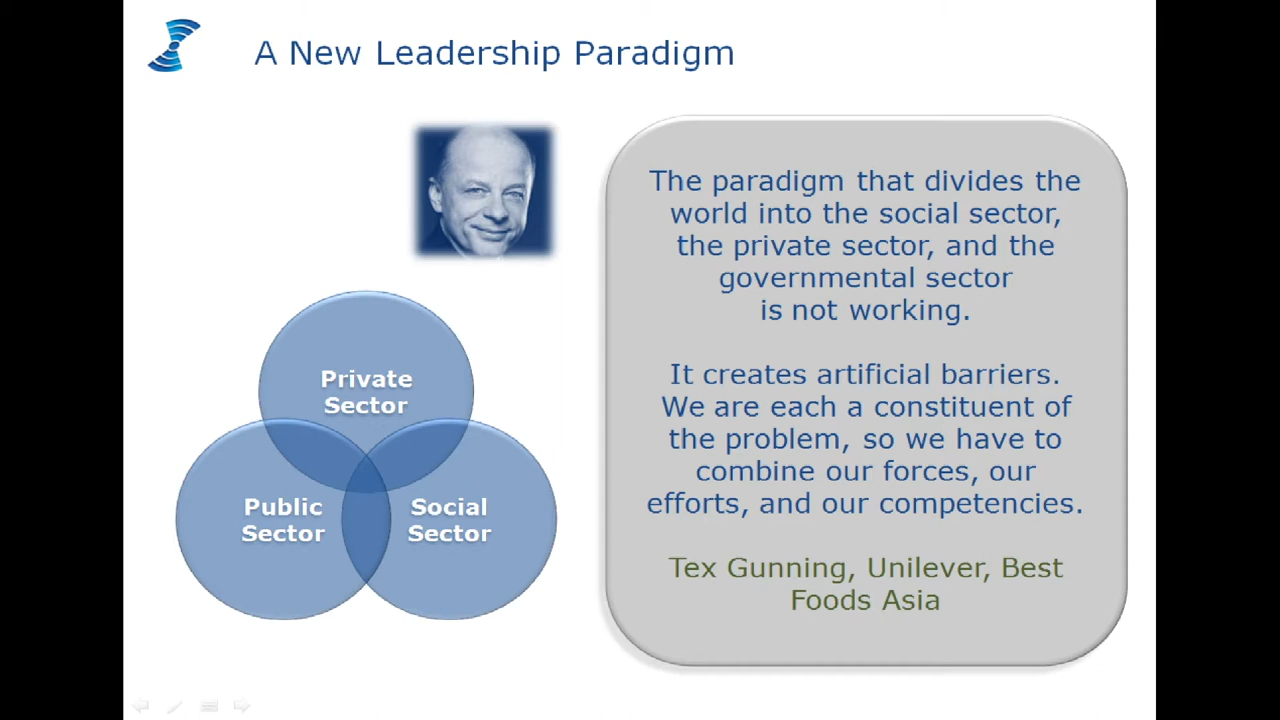 A New Leadership Paradigm
The paradigm that divides the
world into the social sector,
the private sector, and the
governmental sector
is not working.
It creates artificial barriers.
We are each a constituent of
the problem, so we have to
combine our forces, our
efforts, and our competencies.
Tex Gunning, Unilever, Best
Foods Asia
Private
Sector
Public
Sector
Social
Sector